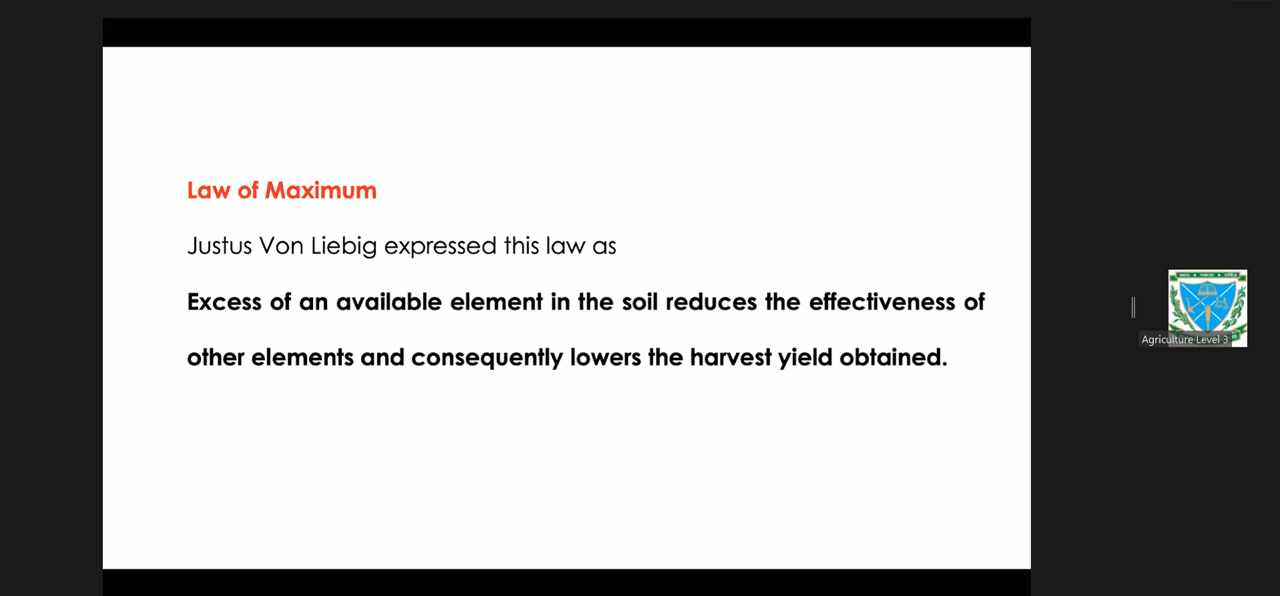 Law of Maximum
Justus Von Liebig expressed this law as
Excess of an available element in the soil reduces the effectiveness of
other elements and consequently lowers the harvest yield obtained.
Agriculture Level 3